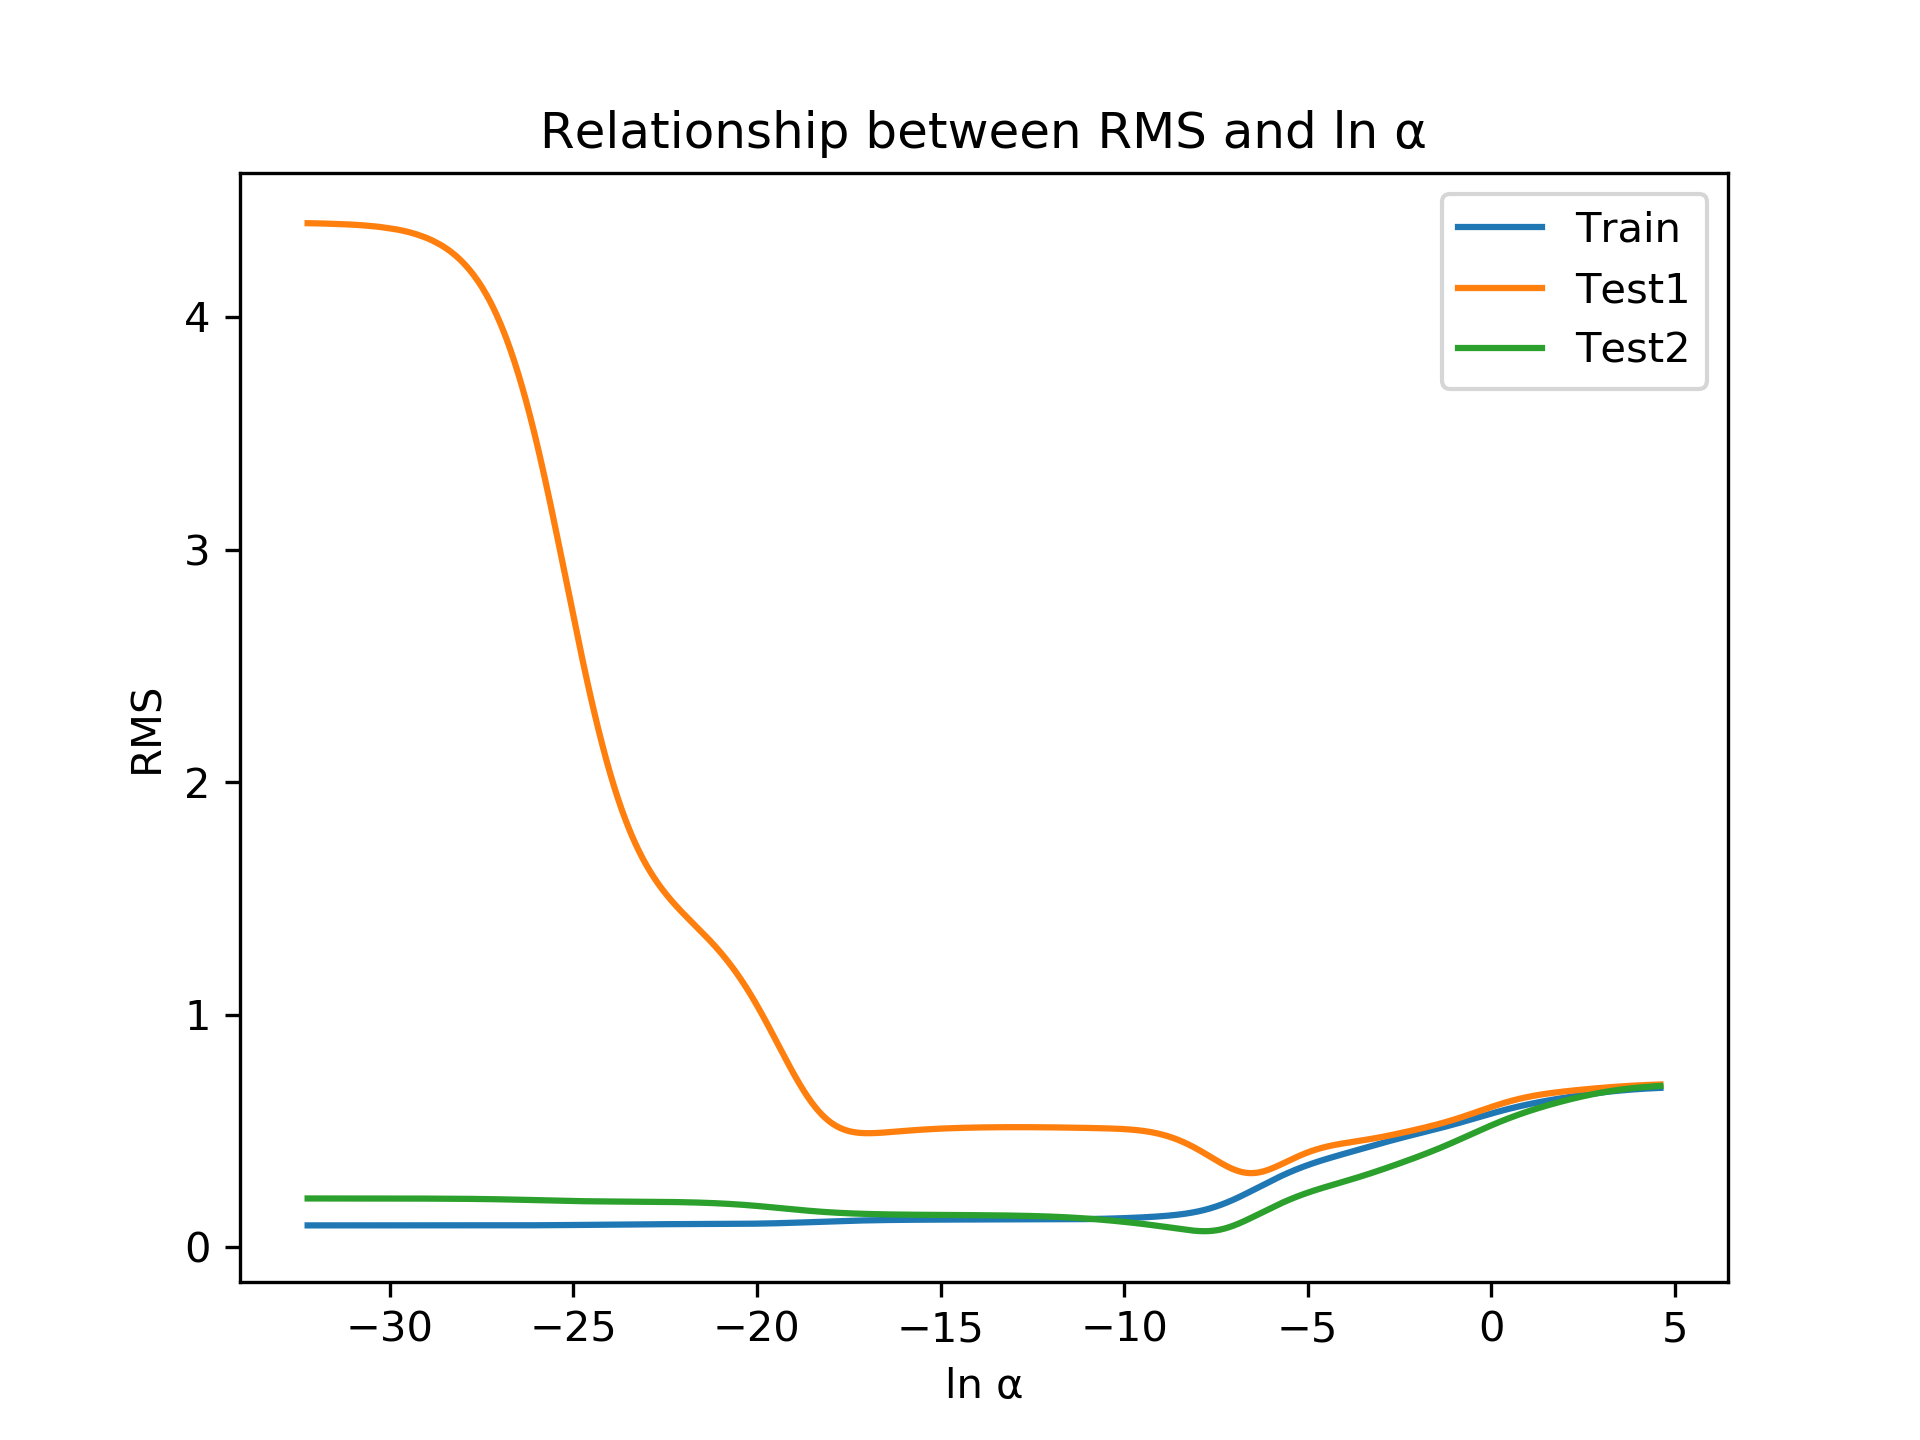 Relationship between RMS and ln α
Train
Test1
Test2
4
3
2
1
0
RMS
−30
−25
−20
−15
−10
−5
0
5
ln α